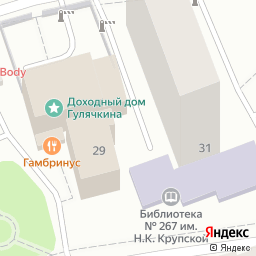 Body
Доходный дом
Гулячкина
Гамбринус
29
31
Библиотека
№ 267 им.
Н.К. Крупской
Яндекс